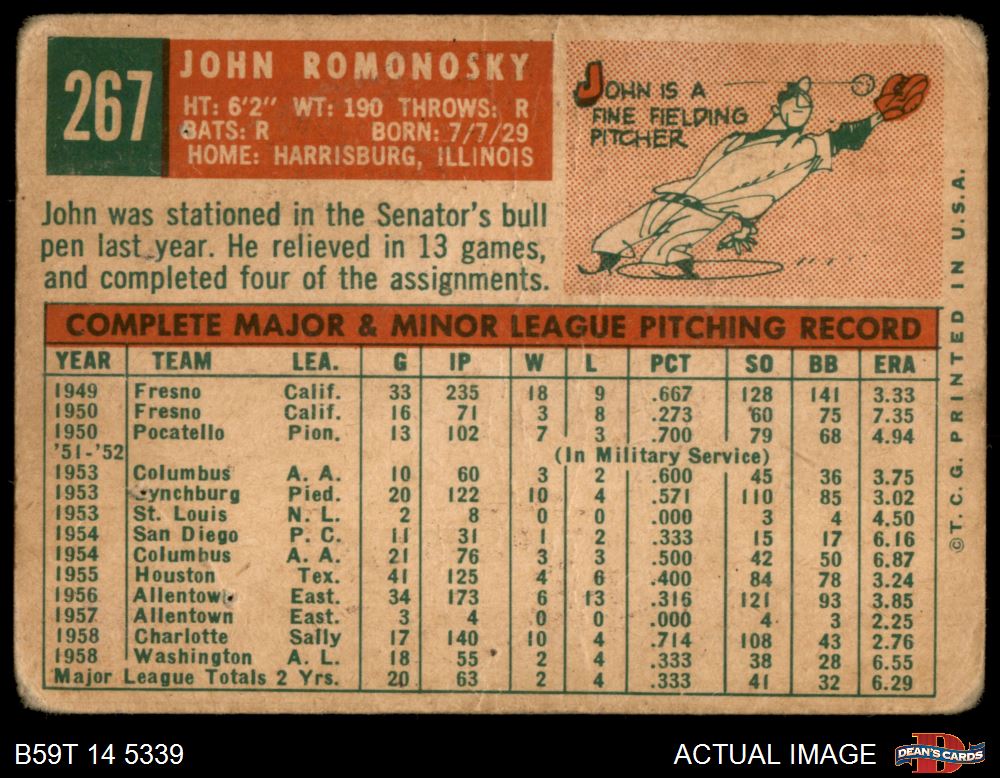 267
JOHN ROMONOSKY
HT: 6'2" WT: 190 THROWS: R
BATS: R BORN: 7/7/29
HOME: HARRISBURG, ILLINOIS
JOHN IS A
FINE FIELDING
PITCHER
John was stationed in the Senator's bull
pen last year. He relieved in 13 games,
and completed four of the assignments.
COMPLETE MAJOR & MINOR LEAGUE PITCHING RECORD
YEAR TEAM LEA. G IP W L PCT SO BB ERA
1949 Fresno Calif. 33 235 18 9 .667 128 141 3.33
1950 Fresno Calif. 16 71 3 8 .273 60 75 7.35
1950 Pocatello Pion. 13 102 7 3 .700 79 68 4.94
'51-'52 (In Military Service)
1953 Columbus A. A. 10 60 3 2 .600 45 36 3.75
1953 Lynchburg Pied. 20 122 10 4 .571 110 85 3.02
1953 St. Louis N. L. 2 8 0 0 .000 3 4 4.50
1954 San Diego P. C. 11 31 1 2 .333 15 17 6.16
1954 Columbus A. A. 21 76 3 3 .500 42 50 6.87
1955 Houston Tex. 41 125 4 6 .400 84 78 3.24
1956 Allentown East. 34 173 6 13 .316 121 93 3.85
1957 Allentown East. 3 4 0 0 .000 4 3 2.25
1958 Charlotte Sally 17 140 10 4 .714 108 43 2.76
1958 Washington A. L. 18 55 2 4 .333 38 28 6.55
Major League Totals 2 Yrs. 20 63 2 4 .333 41 32 6.29
©T.C.G. PRINTED IN U.S.A.
B59T 14 5339
ACTUAL IMAGE
D
DEAN'S CARDS